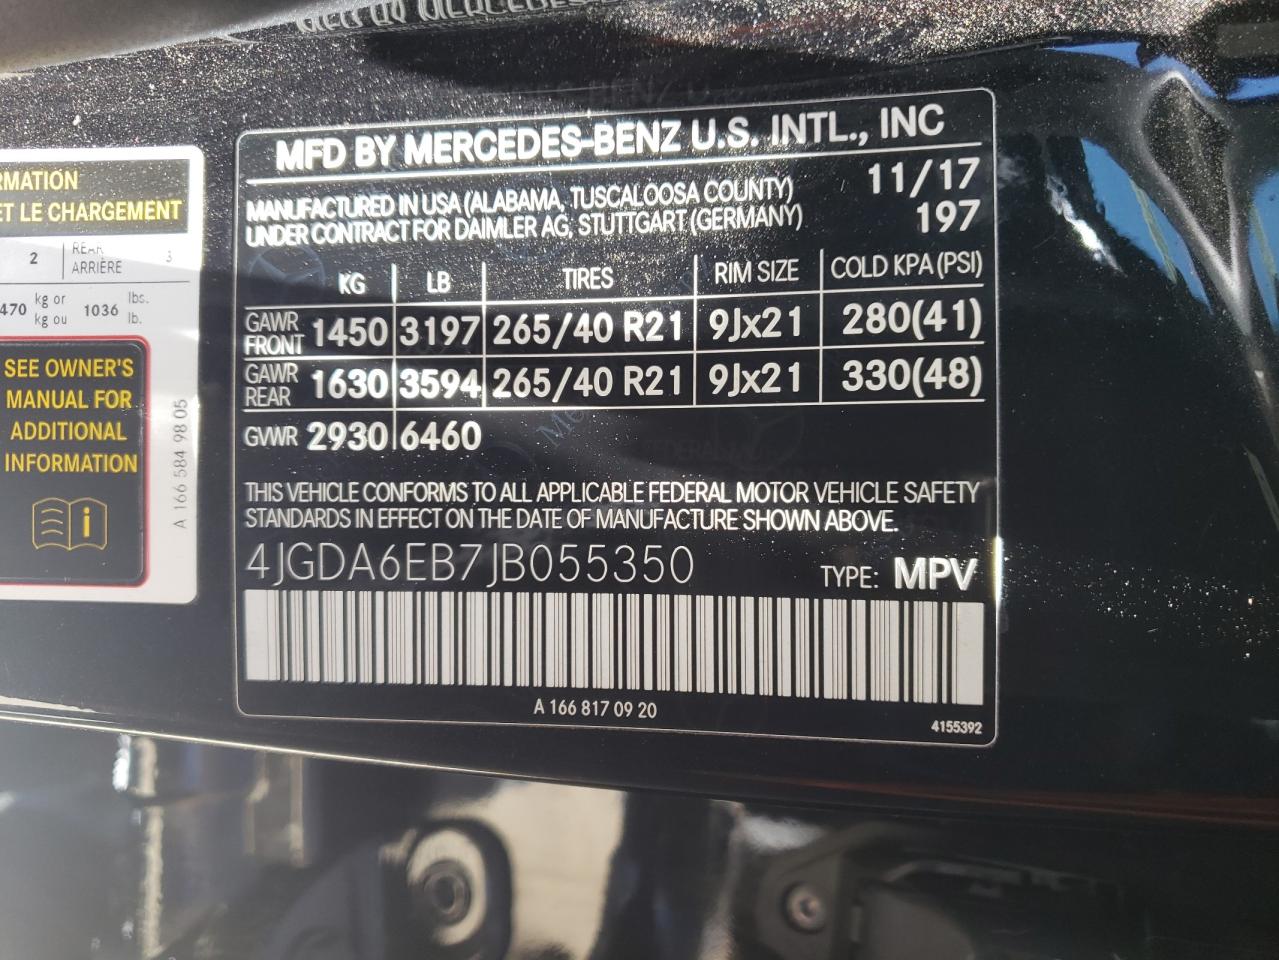 RMATION
ET LE CHARGEMENT
2 REAR ARRIÈRE 3
470 kg or kg ou 1036 lbs. lb.
SEE OWNER'S
MANUAL FOR
ADDITIONAL
INFORMATION
i
A 166 584 98 05
MFD BY MERCEDES-BENZ U.S. INTL., INC
MANUFACTURED IN USA (ALABAMA, TUSCALOOSA COUNTY) 11/17
UNDER CONTRACT FOR DAIMLER AG, STUTTGART (GERMANY) 197
KG LB TIRES RIM SIZE COLD KPA (PSI)
GAWR FRONT 1450 3197 265/40 R21 9Jx21 280(41)
GAWR REAR 1630 3594 265/40 R21 9Jx21 330(48)
GVWR 2930 6460
THIS VEHICLE CONFORMS TO ALL APPLICABLE FEDERAL MOTOR VEHICLE SAFETY
STANDARDS IN EFFECT ON THE DATE OF MANUFACTURE SHOWN ABOVE.
4JGDA6EB7JB055350 TYPE: MPV
A 166 817 09 20
4155392